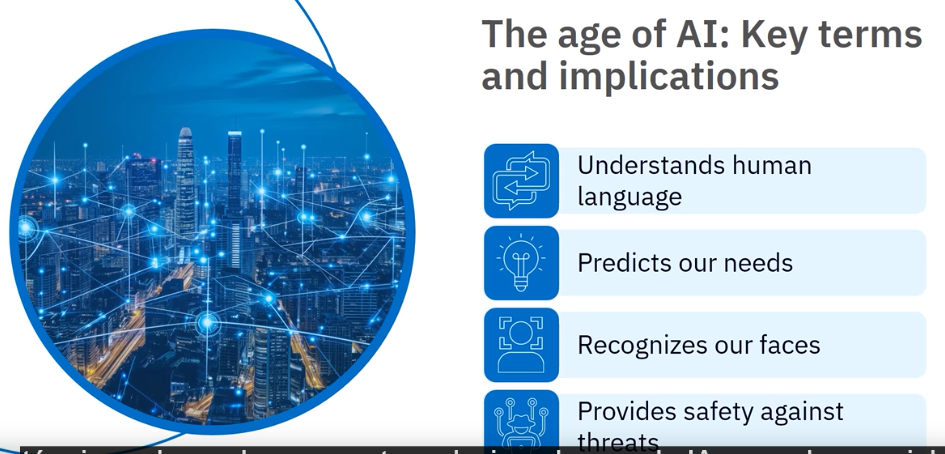 The age of AI: Key terms
and implications
Understands human
language
Predicts our needs
Recognizes our faces
Provides safety against
threats